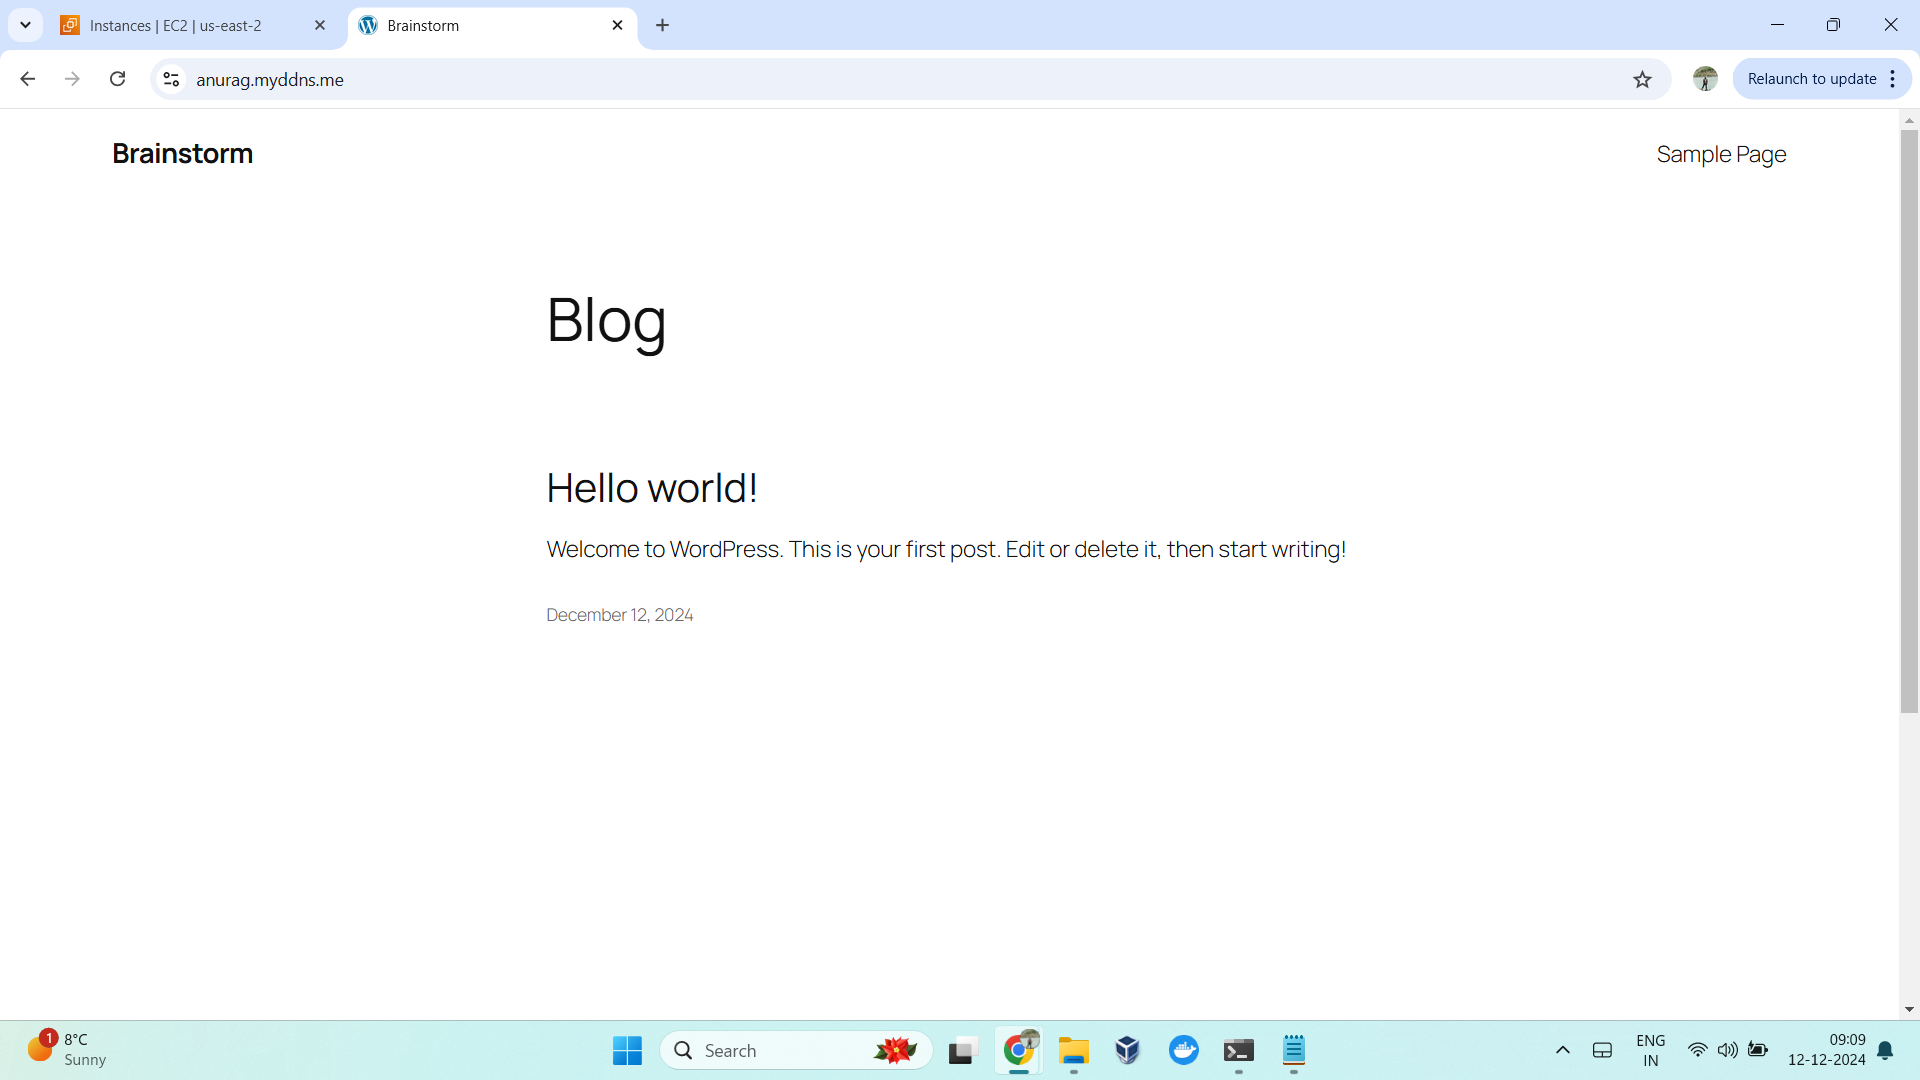 Instances | EC2 | us-east-2
Brainstorm
anurag.myddns.me
Relaunch to update
Brainstorm
Sample Page
Blog
Hello world!
Welcome to WordPress. This is your first post. Edit or delete it, then start writing!
December 12, 2024
1
8°C
Sunny
Search
ENG
IN
09:09
12-12-2024